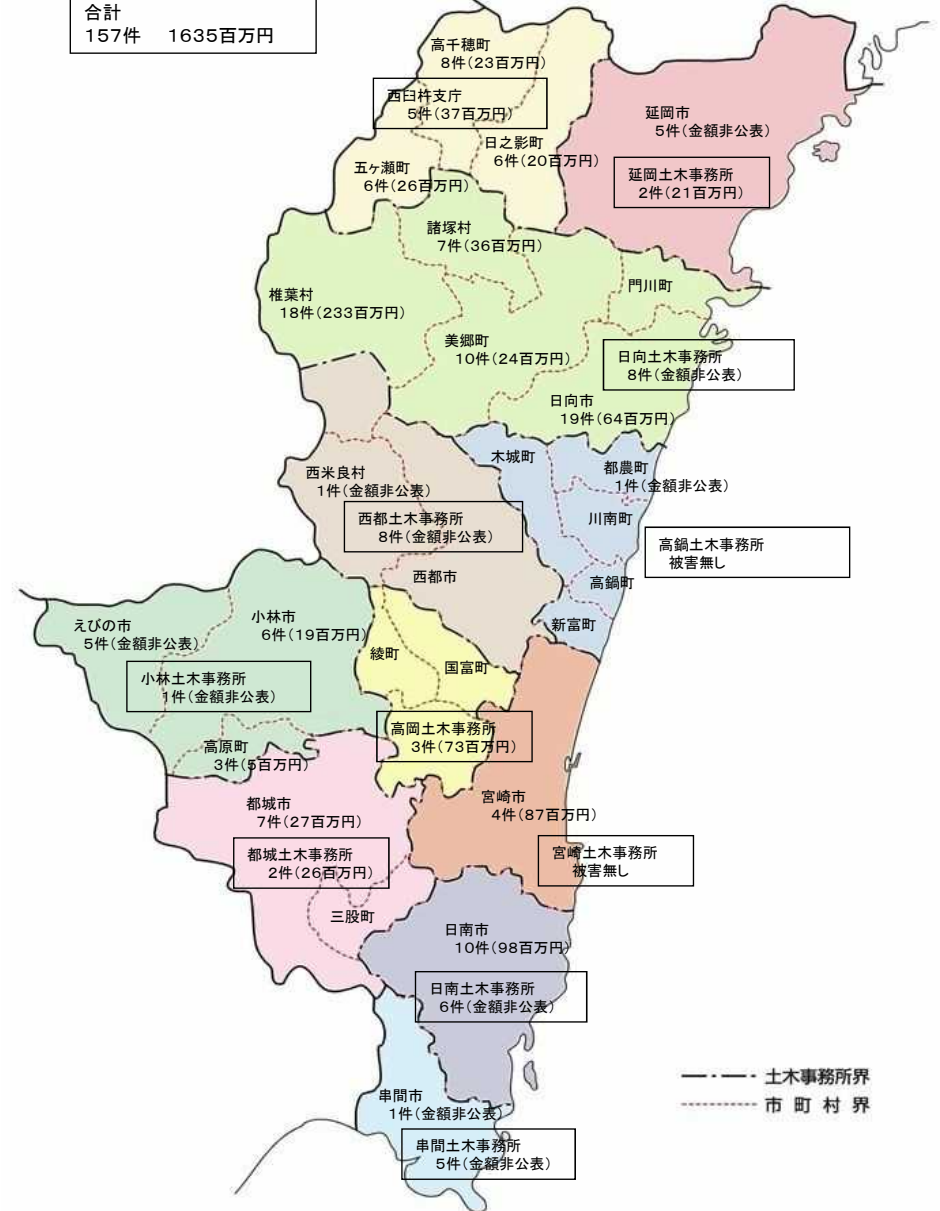 合計
157件 1635百万円
高千穂町
8件(23百万円)
西臼杵支庁
5件(37百万円)
日之影町
6件(20百万円)
五ヶ瀬町
6件(26百万円)
延岡市
5件(金額非公表)
延岡土木事務所
2件(21百万円)
諸塚村
7件(36百万円)
門川町
椎葉村
18件(233百万円)
美郷町
10件(24百万円)
日向土木事務所
8件(金額非公表)
日向市
19件(64百万円)
木城町
都農町
1件(金額非公表)
西米良村
1件(金額非公表)
西都土木事務所
8件(金額非公表)
川南町
高鍋土木事務所
被害無し
西都市
高鍋町
新富町
えびの市
5件(金額非公表)
小林市
6件(19百万円)
綾町
国富町
小林土木事務所
1件(金額非公表)
高原町
3件(5百万円)
高岡土木事務所
3件(73百万円)
都城市
7件(27百万円)
宮崎市
4件(87百万円)
都城土木事務所
2件(26百万円)
宮崎土木事務所
被害無し
三股町
日南市
10件(98百万円)
日南土木事務所
6件(金額非公表)
串間市
1件(金額非公表)
串間土木事務所
5件(金額非公表)
土木事務所界
市町村界